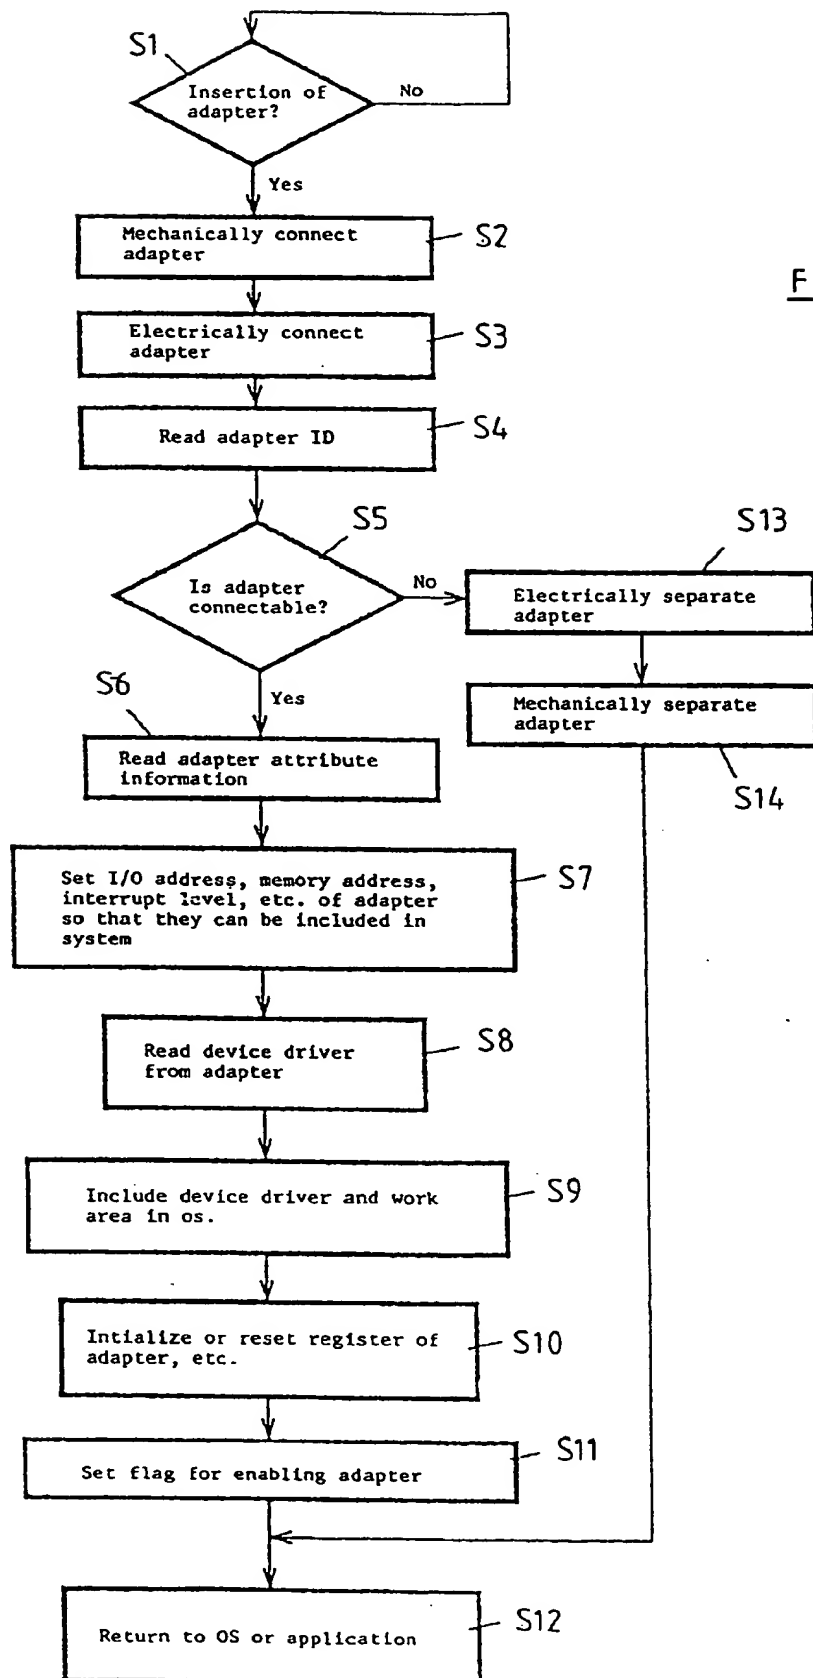 S1
Insertion of
adapter?
No
Yes
Mechanically connect
adapter
S2
F
Electrically connect
adapter
S3
Read adapter ID
S4
S5
Is adapter
connectable?
No
Yes
S13
Electrically separate
adapter
Mechanically separate
adapter
S14
S6
Read adapter attribute
information
Set I/O address, memory address,
interrupt level, etc. of adapter
so that they can be included in
system
S7
Read device driver
from adapter
S8
Include device driver and work
area in os.
S9
Intialize or reset register of
adapter, etc.
S10
Set flag for enabling adapter
S11
Return to OS or application
S12